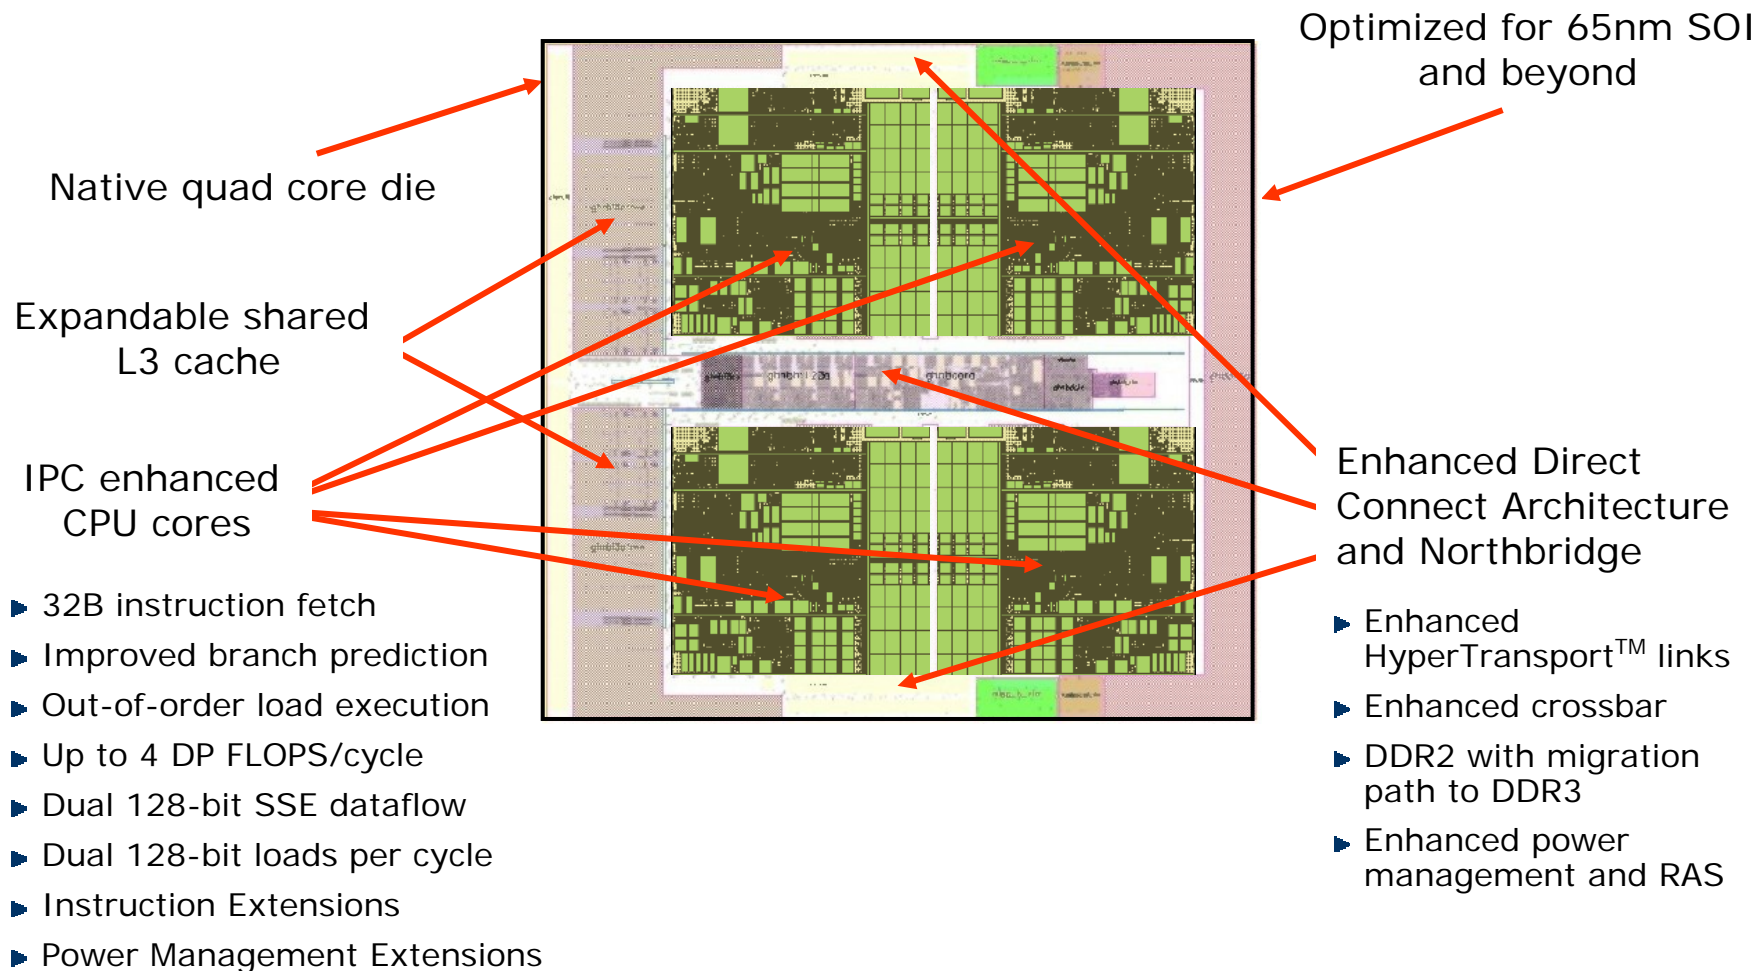 Optimized for 65nm SOI
and beyond
Native quad core die
Expandable shared
L3 cache
IPC enhanced
CPU cores
32B instruction fetch
Improved branch prediction
Out-of-order load execution
Up to 4 DP FLOPS/cycle
Dual 128-bit SSE dataflow
Dual 128-bit loads per cycle
Instruction Extensions
Power Management Extensions
Enhanced Direct
Connect Architecture
and Northbridge
Enhanced
HyperTransport™ links
Enhanced crossbar
DDR2 with migration
path to DDR3
Enhanced power
management and RAS